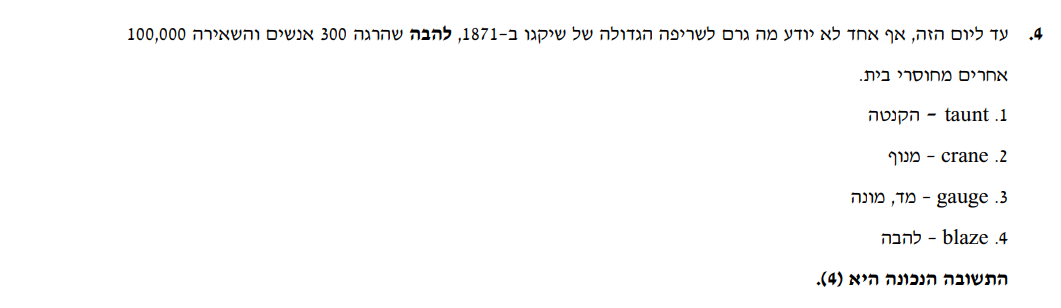 4. עד ליום הזה, אף אחד לא יודע מה גרם לשריפה הגדולה של שיקגו ב-1871, להבה שהרגה 300 אנשים והשאירה 100,000
אחרים מחוסרי בית.
1. taunt – הקנטה
2. crane – מנוף
3. gauge – מד, מונה
4. blaze – להבה
התשובה הנכונה היא (4).